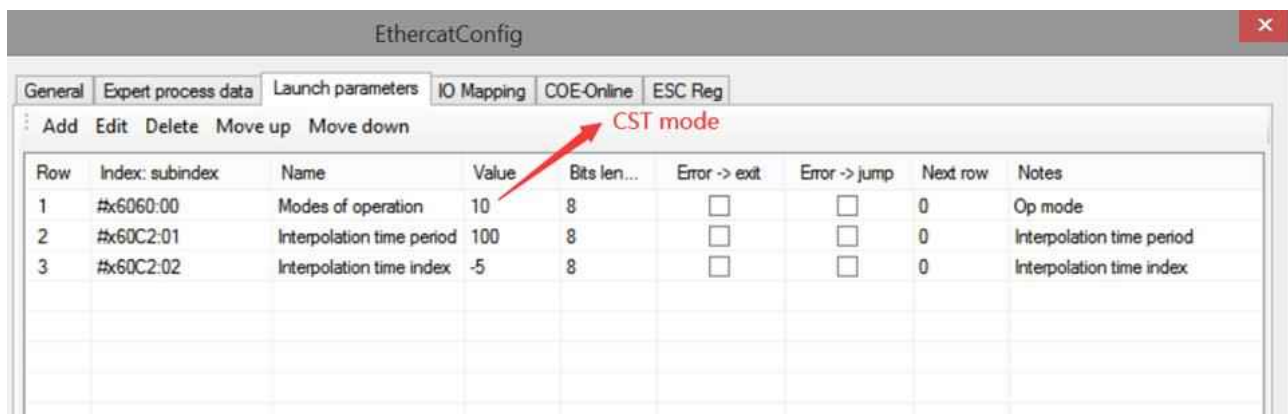 EthercatConfig
×
General Expert process data Launch parameters IO Mapping COE-Online ESC Reg
Add Edit Delete Move up Move down
CST mode
Row Index: subindex Name Value Bits len... Error -> exit Error -> jump Next row Notes
1 #x6060:00 Modes of operation 10 8 0 Op mode
2 #x60C2:01 Interpolation time period 100 8 0 Interpolation time period
3 #x60C2:02 Interpolation time index -5 8 0 Interpolation time index